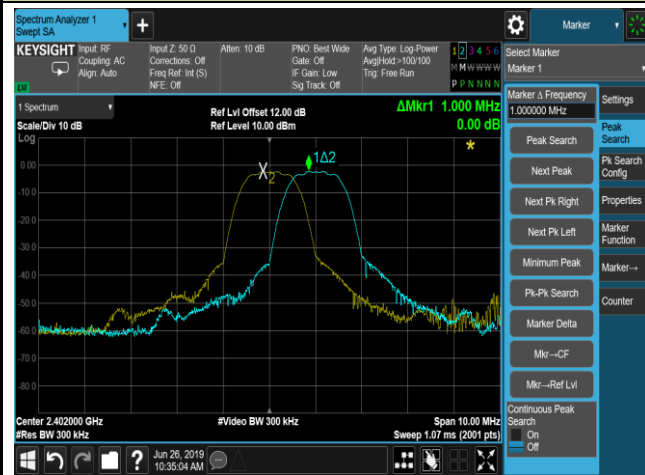 Spectrum Analyzer 1
Swept SA
Marker
KEYSIGHT
Input: RF
Coupling: AC
Align: Auto
Input Z: 50 Ω
Corrections: Off
Freq Ref: Int (S)
NFE: Off
Atten: 10 dB
PNO: Best Wide
Gate: Off
IF Gain: Low
Sig Track: Off
Avg Type: Log-Power
Avg|Hold:>100/100
Trig: Free Run
1 2 3 4 5 6
M M W W W W
P P N N N N
LXI
Select Marker
Marker 1
1 Spectrum
Scale/Div 10 dB
Log
Ref Lvl Offset 12.00 dB
Ref Level 10.00 dBm
ΔMkr1 1.000 MHz
0.00 dB
*
X2
1Δ2
0.00
-10.0
-20.0
-30.0
-40.0
-50.0
-60.0
-70.0
-80.0
Center 2.402000 GHz
#Res BW 300 kHz
#Video BW 300 kHz
Span 10.00 MHz
Sweep 1.07 ms (2001 pts)
Marker Δ Frequency
1.000000 MHz
Peak Search
Next Peak
Next Pk Right
Next Pk Left
Minimum Peak
Pk-Pk Search
Marker Delta
Mkr→CF
Mkr→Ref Lvl
Continuous Peak
Search
On
Off
Settings
Peak
Search
Pk Search
Config
Properties
Marker
Function
Marker→
Counter
?
Jun 26, 2019
10:35:04 AM